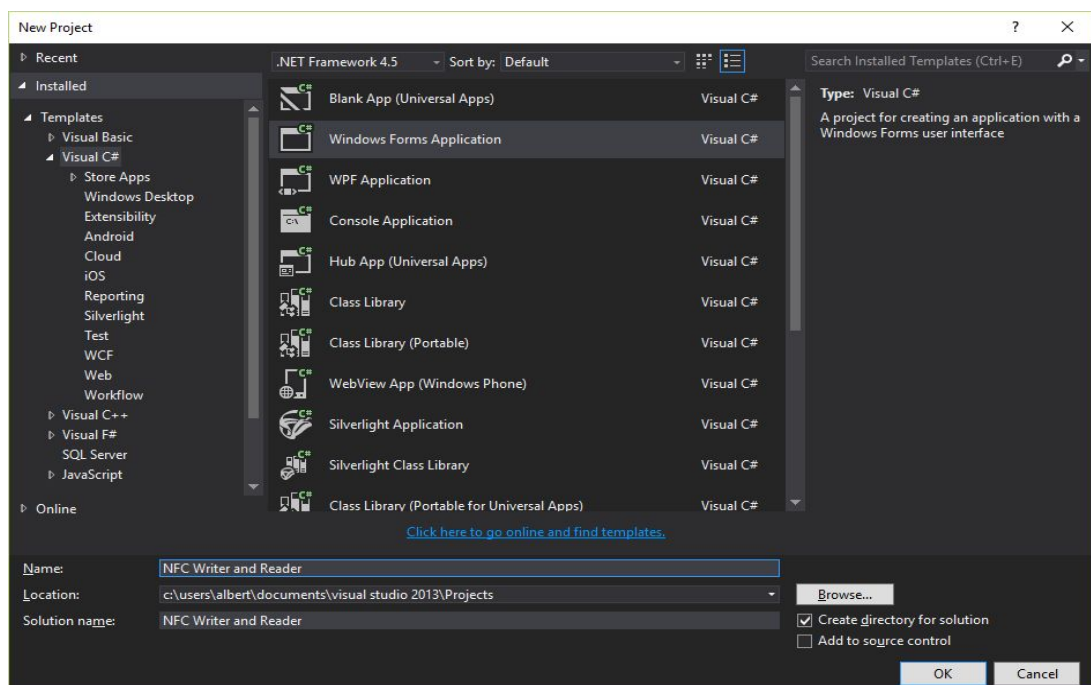 New Project
?
Recent
.NET Framework 4.5
Sort by: Default
Search Installed Templates (Ctrl+E)
Installed
Templates
Visual Basic
Visual C#
Store Apps
Windows Desktop
Extensibility
Android
Cloud
iOS
Reporting
Silverlight
Test
WCF
Web
Workflow
Visual C++
Visual F#
SQL Server
JavaScript
Online
Blank App (Universal Apps) Visual C#
Windows Forms Application Visual C#
WPF Application Visual C#
Console Application Visual C#
Hub App (Universal Apps) Visual C#
Class Library Visual C#
Class Library (Portable) Visual C#
WebView App (Windows Phone) Visual C#
Silverlight Application Visual C#
Silverlight Class Library Visual C#
Class Library (Portable for Universal Apps) Visual C#
Click here to go online and find templates.
Type: Visual C#
A project for creating an application with a
Windows Forms user interface
Name: NFC Writer and Reader
Location: c:\users\albert\documents\visual studio 2013\Projects
Browse...
Solution name: NFC Writer and Reader
Create directory for solution
Add to source control
OK
Cancel